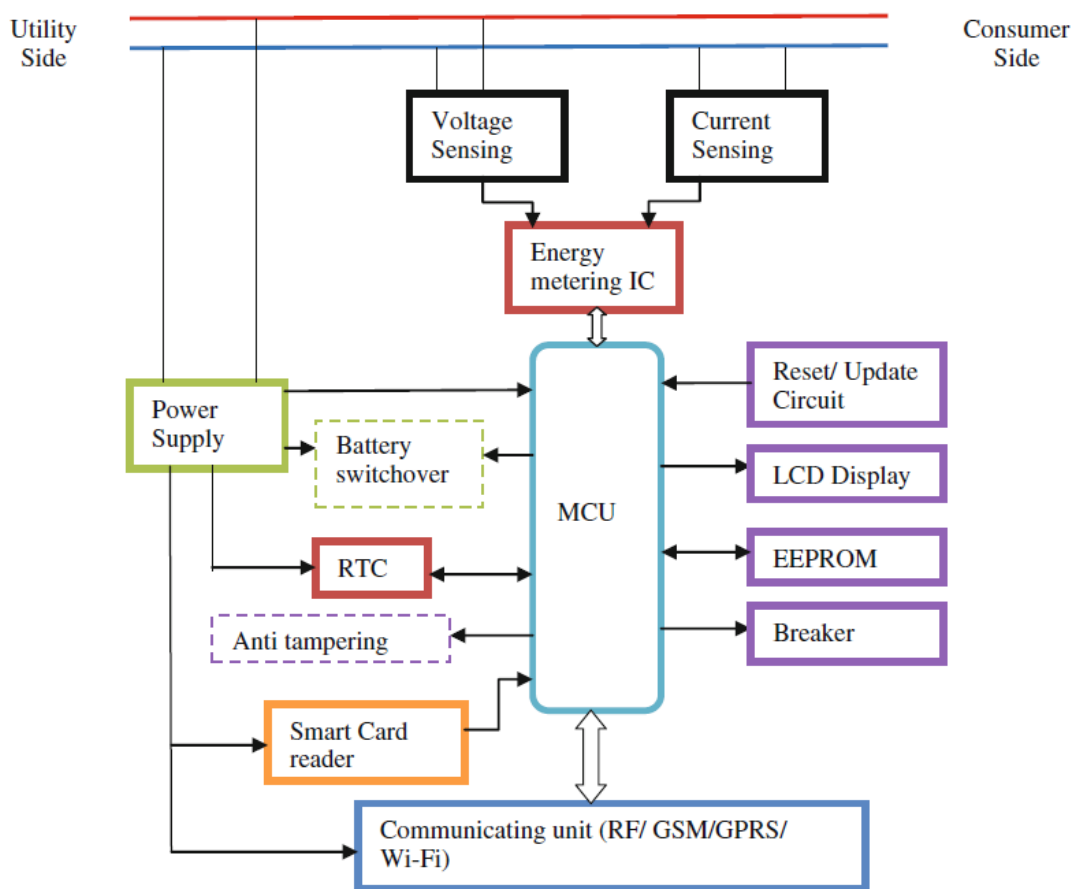 Utility
Side
Consumer
Side
Voltage
Sensing
Current
Sensing
Energy
metering IC
Power
Supply
Battery
switchover
MCU
Reset/ Update
Circuit
LCD Display
RTC
EEPROM
Anti tampering
Breaker
Smart Card
reader
Communicating unit (RF/ GSM/GPRS/
Wi-Fi)